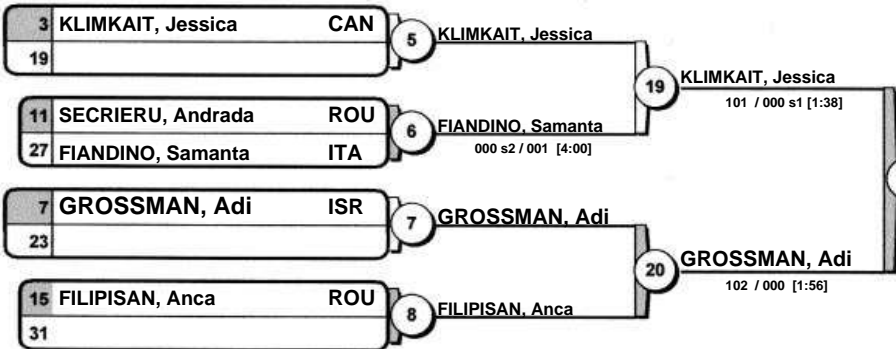 3 KLIMKAIT, Jessica CAN
19
5
KLIMKAIT, Jessica
11 SECRIERU, Andrada ROU
27 FIANDINO, Samanta ITA
6
FIANDINO, Samanta
000 s2 / 001 [4:00]
19
KLIMKAIT, Jessica
101 / 000 s1 [1:38]
7 GROSSMAN, Adi ISR
23
7
GROSSMAN, Adi
15 FILIPISAN, Anca ROU
31
8
FILIPISAN, Anca
20
GROSSMAN, Adi
102 / 000 [1:56]